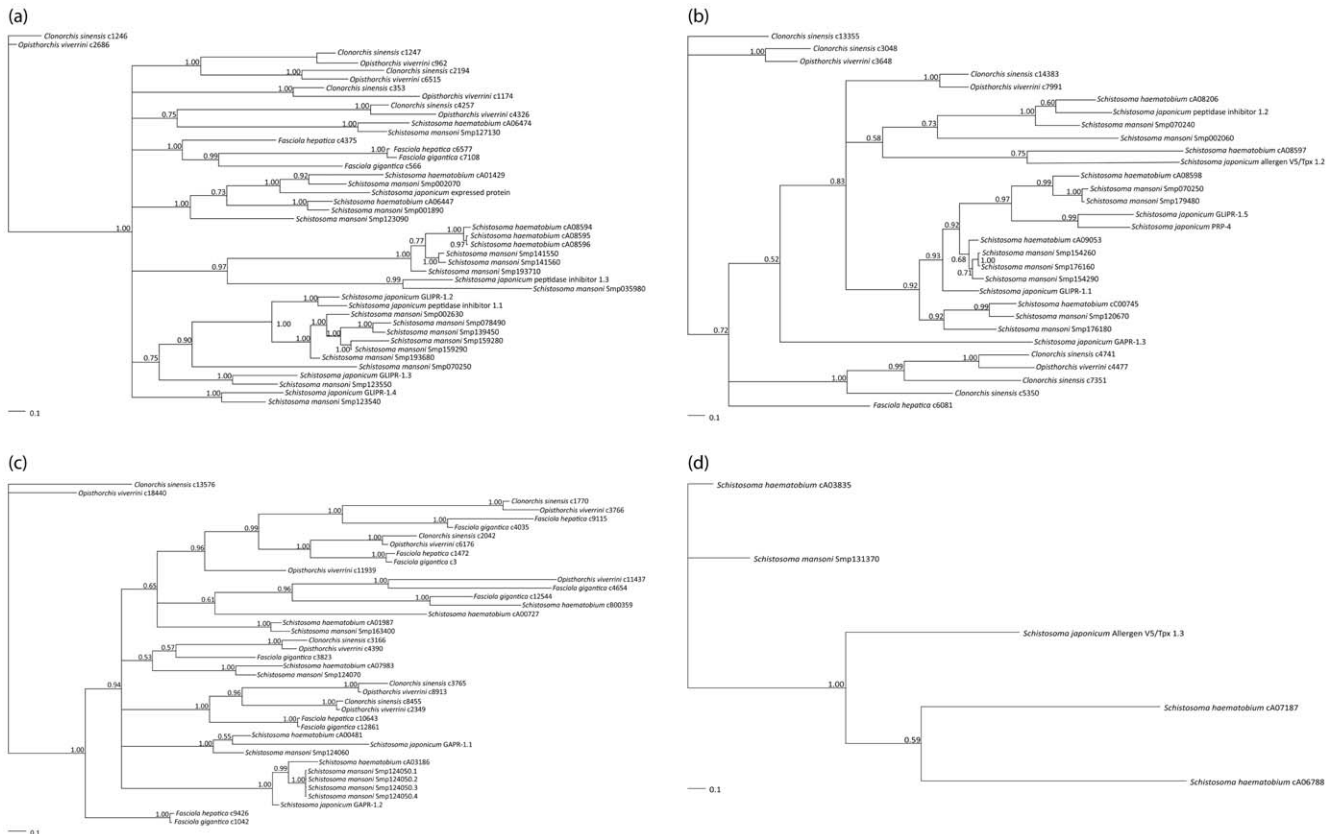 (a)
Clonorchis sinensis c1246
Opisthorchis viverrini c2686
Clonorchis sinensis c1247
1.00
Opisthorchis viverrini c962
1.00
Clonorchis sinensis c2194
Opisthorchis viverrini c6515
1.00
Clonorchis sinensis c353
Opisthorchis viverrini c1174
1.00
Clonorchis sinensis c4257
0.75
Opisthorchis viverrini c4326
1.00
Schistosoma haematobium cA06474
Schistosoma mansoni Smp127130
1.00
Fasciola hepatica c4375
0.99
1.00
Fasciola hepatica c6577
Fasciola gigantica c7108
Fasciola gigantica c566
0.92
Schistosoma haematobium cA01429
1.00
Schistosoma mansoni Smp002070
0.73
Schistosoma japonicum expressed protein
1.00
1.00
Schistosoma haematobium cA06447
Schistosoma mansoni Smp001890
Schistosoma mansoni Smp123090
1.00
1.00
Schistosoma haematobium cA08594
Schistosoma haematobium cA08595
0.97
Schistosoma haematobium cA08596
0.77
1.00
Schistosoma mansoni Smp141550
Schistosoma mansoni Smp141560
Schistosoma mansoni Smp193710
0.97
0.99
Schistosoma japonicum peptidase inhibitor 1.3
Schistosoma mansoni Smp035980
1.00
Schistosoma japonicum GLIPR-1.2
Schistosoma japonicum peptidase inhibitor 1.1
1.00
1.00
Schistosoma mansoni Smp002630
1.00
1.00
Schistosoma mansoni Smp078490
Schistosoma mansoni Smp139450
1.00
1.00
Schistosoma mansoni Smp159280
Schistosoma mansoni Smp159290
Schistosoma mansoni Smp193680
0.90
Schistosoma mansoni Smp070250
0.75
1.00
Schistosoma japonicum GLIPR-1.3
Schistosoma mansoni Smp123550
1.00
Schistosoma japonicum GLIPR-1.4
Schistosoma mansoni Smp123540
0.1
(b)
Clonorchis sinensis c13355
1.00
Clonorchis sinensis c3048
Opisthorchis viverrini c3648
1.00
Clonorchis sinensis c14383
Opisthorchis viverrini c7991
0.60
Schistosoma haematobium cA08206
1.00
Schistosoma japonicum peptidase inhibitor 1.2
0.73
Schistosoma mansoni Smp070240
0.58
Schistosoma mansoni Smp002060
0.75
Schistosoma haematobium cA08597
Schistosoma japonicum allergen V5/Tpx 1.2
0.83
0.99
Schistosoma haematobium cA08598
1.00
Schistosoma mansoni Smp070250
Schistosoma mansoni Smp179480
0.97
0.99
Schistosoma japonicum GLIPR-1.5
Schistosoma japonicum PRP-4
0.92
Schistosoma haematobium cA09053
0.68
1.00
Schistosoma mansoni Smp154260
Schistosoma mansoni Smp176160
0.71
Schistosoma mansoni Smp154290
0.93
Schistosoma japonicum GLIPR-1.1
0.92
0.99
Schistosoma haematobium cC00745
0.92
Schistosoma mansoni Smp120670
Schistosoma mansoni Smp176180
0.52
Schistosoma japonicum GAPR-1.3
0.72
1.00
Clonorchis sinensis c4741
0.99
Opisthorchis viverrini c4477
1.00
Clonorchis sinensis c7351
Clonorchis sinensis c5350
Fasciola hepatica c6081
0.1
(c)
Clonorchis sinensis c13576
Opisthorchis viverrini c18440
1.00
Clonorchis sinensis c1770
1.00
Opisthorchis viverrini c3766
1.00
Fasciola hepatica c9115
Fasciola gigantica c4035
0.99
1.00
Clonorchis sinensis c2042
1.00
Opisthorchis viverrini c6176
1.00
Fasciola hepatica c1472
Fasciola gigantica c3
0.96
Opisthorchis viverrini c11939
0.65
1.00
Opisthorchis viverrini c11437
0.96
Fasciola gigantica c4654
1.00
Fasciola gigantica c12544
Schistosoma haematobium cB00359
0.61
Schistosoma haematobium cA00727
1.00
Schistosoma haematobium cA01987
Schistosoma mansoni Smp163400
1.00
Clonorchis sinensis c3166
0.57
Opisthorchis viverrini c4390
0.53
Fasciola gigantica c3823
1.00
Schistosoma haematobium cA07983
Schistosoma mansoni Smp124070
0.94
1.00
Clonorchis sinensis c3765
0.96
Opisthorchis viverrini c8913
1.00
Clonorchis sinensis c8455
Opisthorchis viverrini c2349
1.00
1.00
Fasciola hepatica c10643
Fasciola gigantica c12861
0.55
Schistosoma haematobium cA00481
1.00
Schistosoma japonicum GAPR-1.1
Schistosoma mansoni Smp124060
1.00
Schistosoma haematobium cA03186
0.99
Schistosoma mansoni Smp124050.1
Schistosoma mansoni Smp124050.2
1.00
Schistosoma mansoni Smp124050.3
1.00
Schistosoma mansoni Smp124050.4
Schistosoma japonicum GAPR-1.2
1.00
Fasciola hepatica c9426
Fasciola gigantica c1042
0.1
(d)
Schistosoma haematobium cA03835
Schistosoma mansoni Smp131370
Schistosoma japonicum Allergen V5/Tpx 1.3
1.00
Schistosoma haematobium cA07187
0.59
Schistosoma haematobium cA06788
0.1